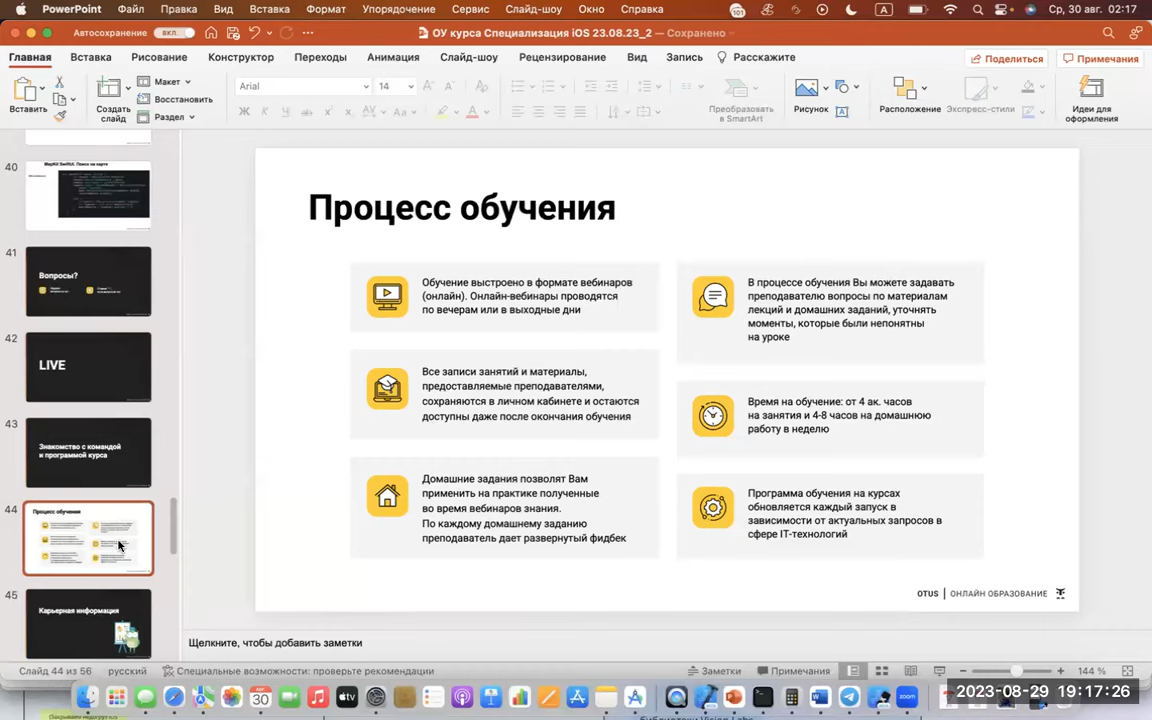 PowerPoint Файл Правка Вид Вставка Формат Упорядочение Сервис Слайд-шоу Окно Справка 101 A Ср, 30 авг. 02:17
Автосохранение вкл. ··· ОУ курса Специализация iOS 23.08.23_2 — Сохранено
Главная Вставка Рисование Конструктор Переходы Анимация Слайд-шоу Рецензирование Вид Запись Расскажите Поделиться Примечания
Вставить
Создать слайд
Макет
Восстановить
Раздел
Arial 14
Преобразовать в SmartArt
Рисунок
Расположение
Экспресс-стили
Идеи для оформления
40
MapKit SwiftUI. Поиск на карте
41
Вопросы?
42
LIVE
43
Знакомство с командой
и программой курса
44
Процесс обучения
45
Карьерная информация
Процесс обучения
Обучение выстроено в формате вебинаров
(онлайн). Онлайн-вебинары проводятся
по вечерам или в выходные дни
Все записи занятий и материалы,
предоставляемые преподавателями,
сохраняются в личном кабинете и остаются
доступны даже после окончания обучения
Домашние задания позволят Вам
применить на практике полученные
во время вебинаров знания.
По каждому домашнему заданию
преподаватель дает развернутый фидбек
В процессе обучения Вы можете задавать
преподавателю вопросы по материалам
лекций и домашних заданий, уточнять
моменты, которые были непонятны
на уроке
Время на обучение: от 4 ак. часов
на занятия и 4-8 часов на домашнюю
работу в неделю
Программа обучения на курсах
обновляется каждый запуск в
зависимости от актуальных запросов в
сфере IT-технологий
OTUS | ОНЛАЙН ОБРАЗОВАНИЕ
Щелкните, чтобы добавить заметки
Слайд 44 из 56 русский Специальные возможности: проверьте рекомендации Заметки Примечания 144 %
2023-08-29 19:17:26